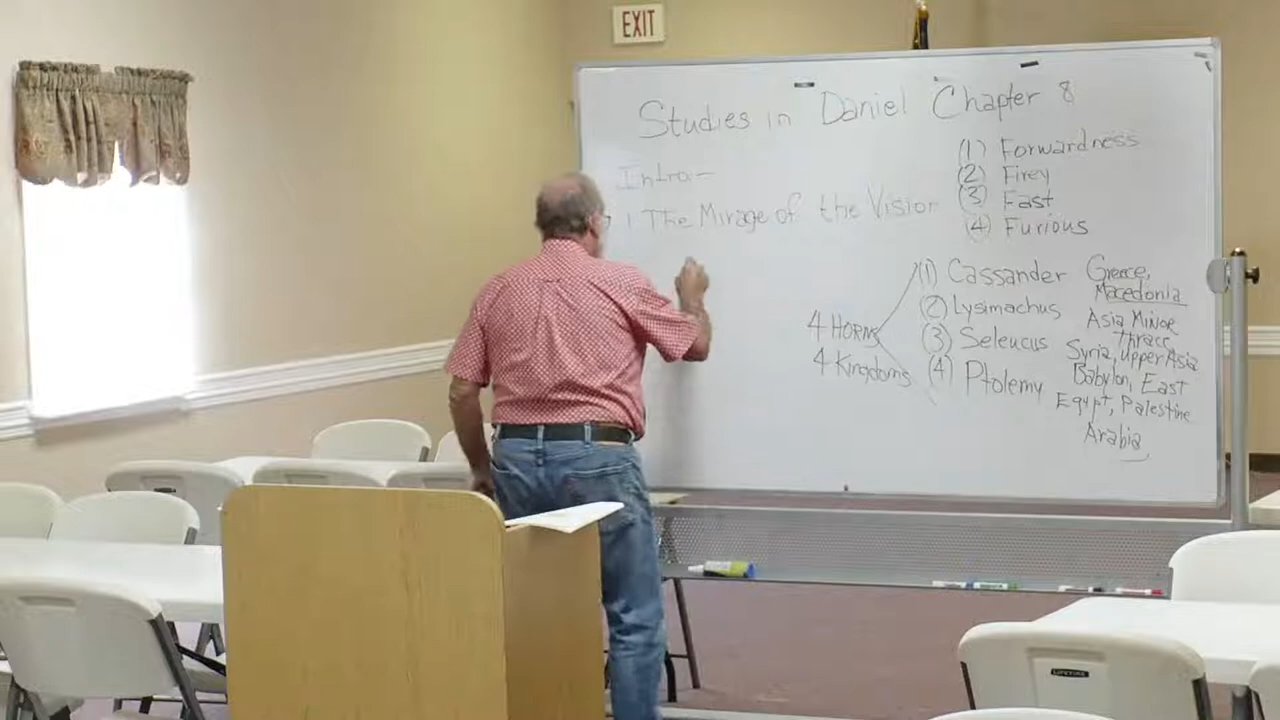 EXIT
Studies in Daniel Chapter 8
Intro-
1 The Mirage of the Vision
(1) Forwardness
(2) Firey
(3) Fast
(4) Furious
4 HORNS
4 Kingdoms
(1) Cassander Greece, Macedonia
(2) Lysimachus Asia Minor Thrace
(3) Seleucus Syria, Upper Asia Babylon, East
(4) Ptolemy Egypt, Palestine Arabia
LIFETIME